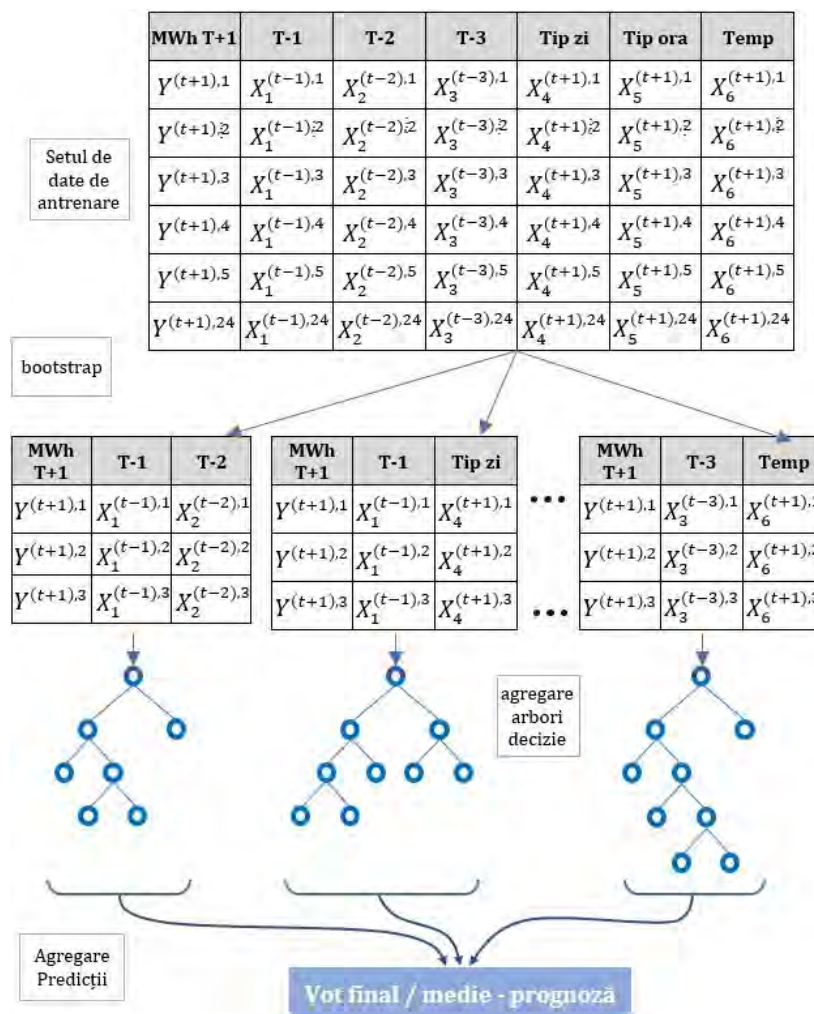 MWh T+1 T-1 T-2 T-3 Tip zi Tip ora Temp
Y^(t+1),1 X_1^(t−1),1 X_2^(t−2),1 X_3^(t−3),1 X_4^(t+1),1 X_5^(t+1),1 X_6^(t+1),1
Y^(t+1),2 X_1^(t−1),2 X_2^(t−2),2 X_3^(t−3),2 X_4^(t+1),2 X_5^(t+1),2 X_6^(t+1),2
Y^(t+1),3 X_1^(t−1),3 X_2^(t−2),3 X_3^(t−3),3 X_4^(t+1),3 X_5^(t+1),3 X_6^(t+1),3
Y^(t+1),4 X_1^(t−1),4 X_2^(t−2),4 X_3^(t−3),4 X_4^(t+1),4 X_5^(t+1),4 X_6^(t+1),4
Y^(t+1),5 X_1^(t−1),5 X_2^(t−2),5 X_3^(t−3),5 X_4^(t+1),5 X_5^(t+1),5 X_6^(t+1),5
Y^(t+1),24 X_1^(t−1),24 X_2^(t−2),24 X_3^(t−3),24 X_4^(t+1),24 X_5^(t+1),24 X_6^(t+1),24
Setul de
date de
antrenare
bootstrap
MWh
T+1 T-1 T-2
Y^(t+1),1 X_1^(t−1),1 X_2^(t−2),1
Y^(t+1),2 X_1^(t−1),2 X_2^(t−2),2
Y^(t+1),3 X_1^(t−1),3 X_2^(t−2),3
MWh
T+1 T-1 Tip zi
Y^(t+1),1 X_1^(t−1),1 X_4^(t+1),1
Y^(t+1),2 X_1^(t−1),2 X_4^(t+1),2
Y^(t+1),3 X_1^(t−1),3 X_4^(t+1),3
...
...
MWh
T+1 T-3 Temp
Y^(t+1),1 X_3^(t−3),1 X_6^(t+1),1
Y^(t+1),2 X_3^(t−3),2 X_6^(t+1),2
Y^(t+1),3 X_3^(t−3),3 X_6^(t+1),3
agregare
arbori
decizie
Agregare
Predicții
Vot final / medie - prognoză